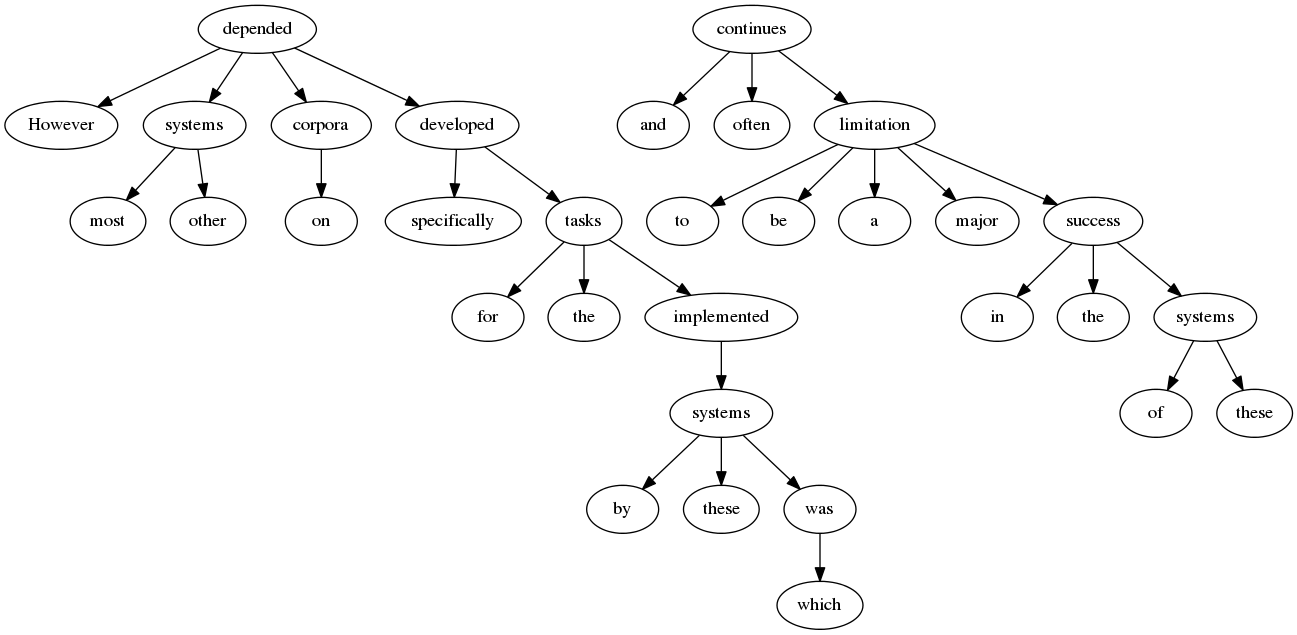 depended continues
However systems corpora developed and often limitation
most other on specifically tasks to be a major success
for the implemented in the systems
systems of these
by these was
which